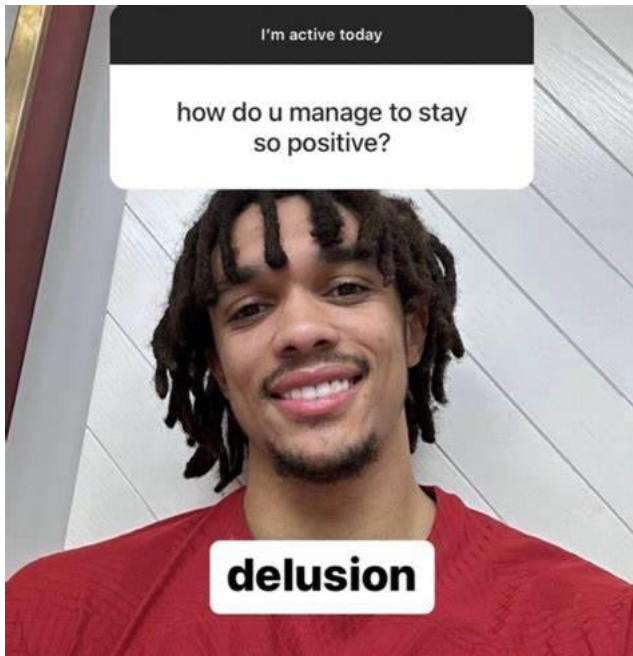 I'm active today
how do u manage to stay
so positive?
delusion